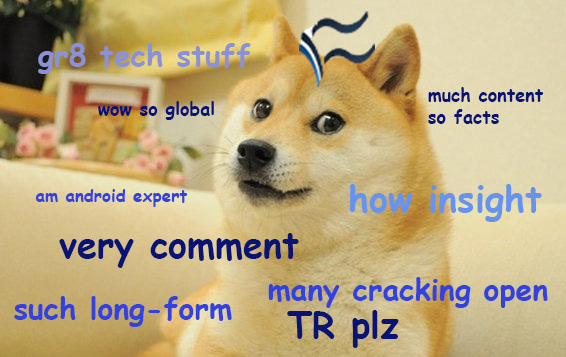 gr8 tech stuff
wow so global
much content
so facts
am android expert
how insight
very comment
many cracking open
such long-form
TR plz